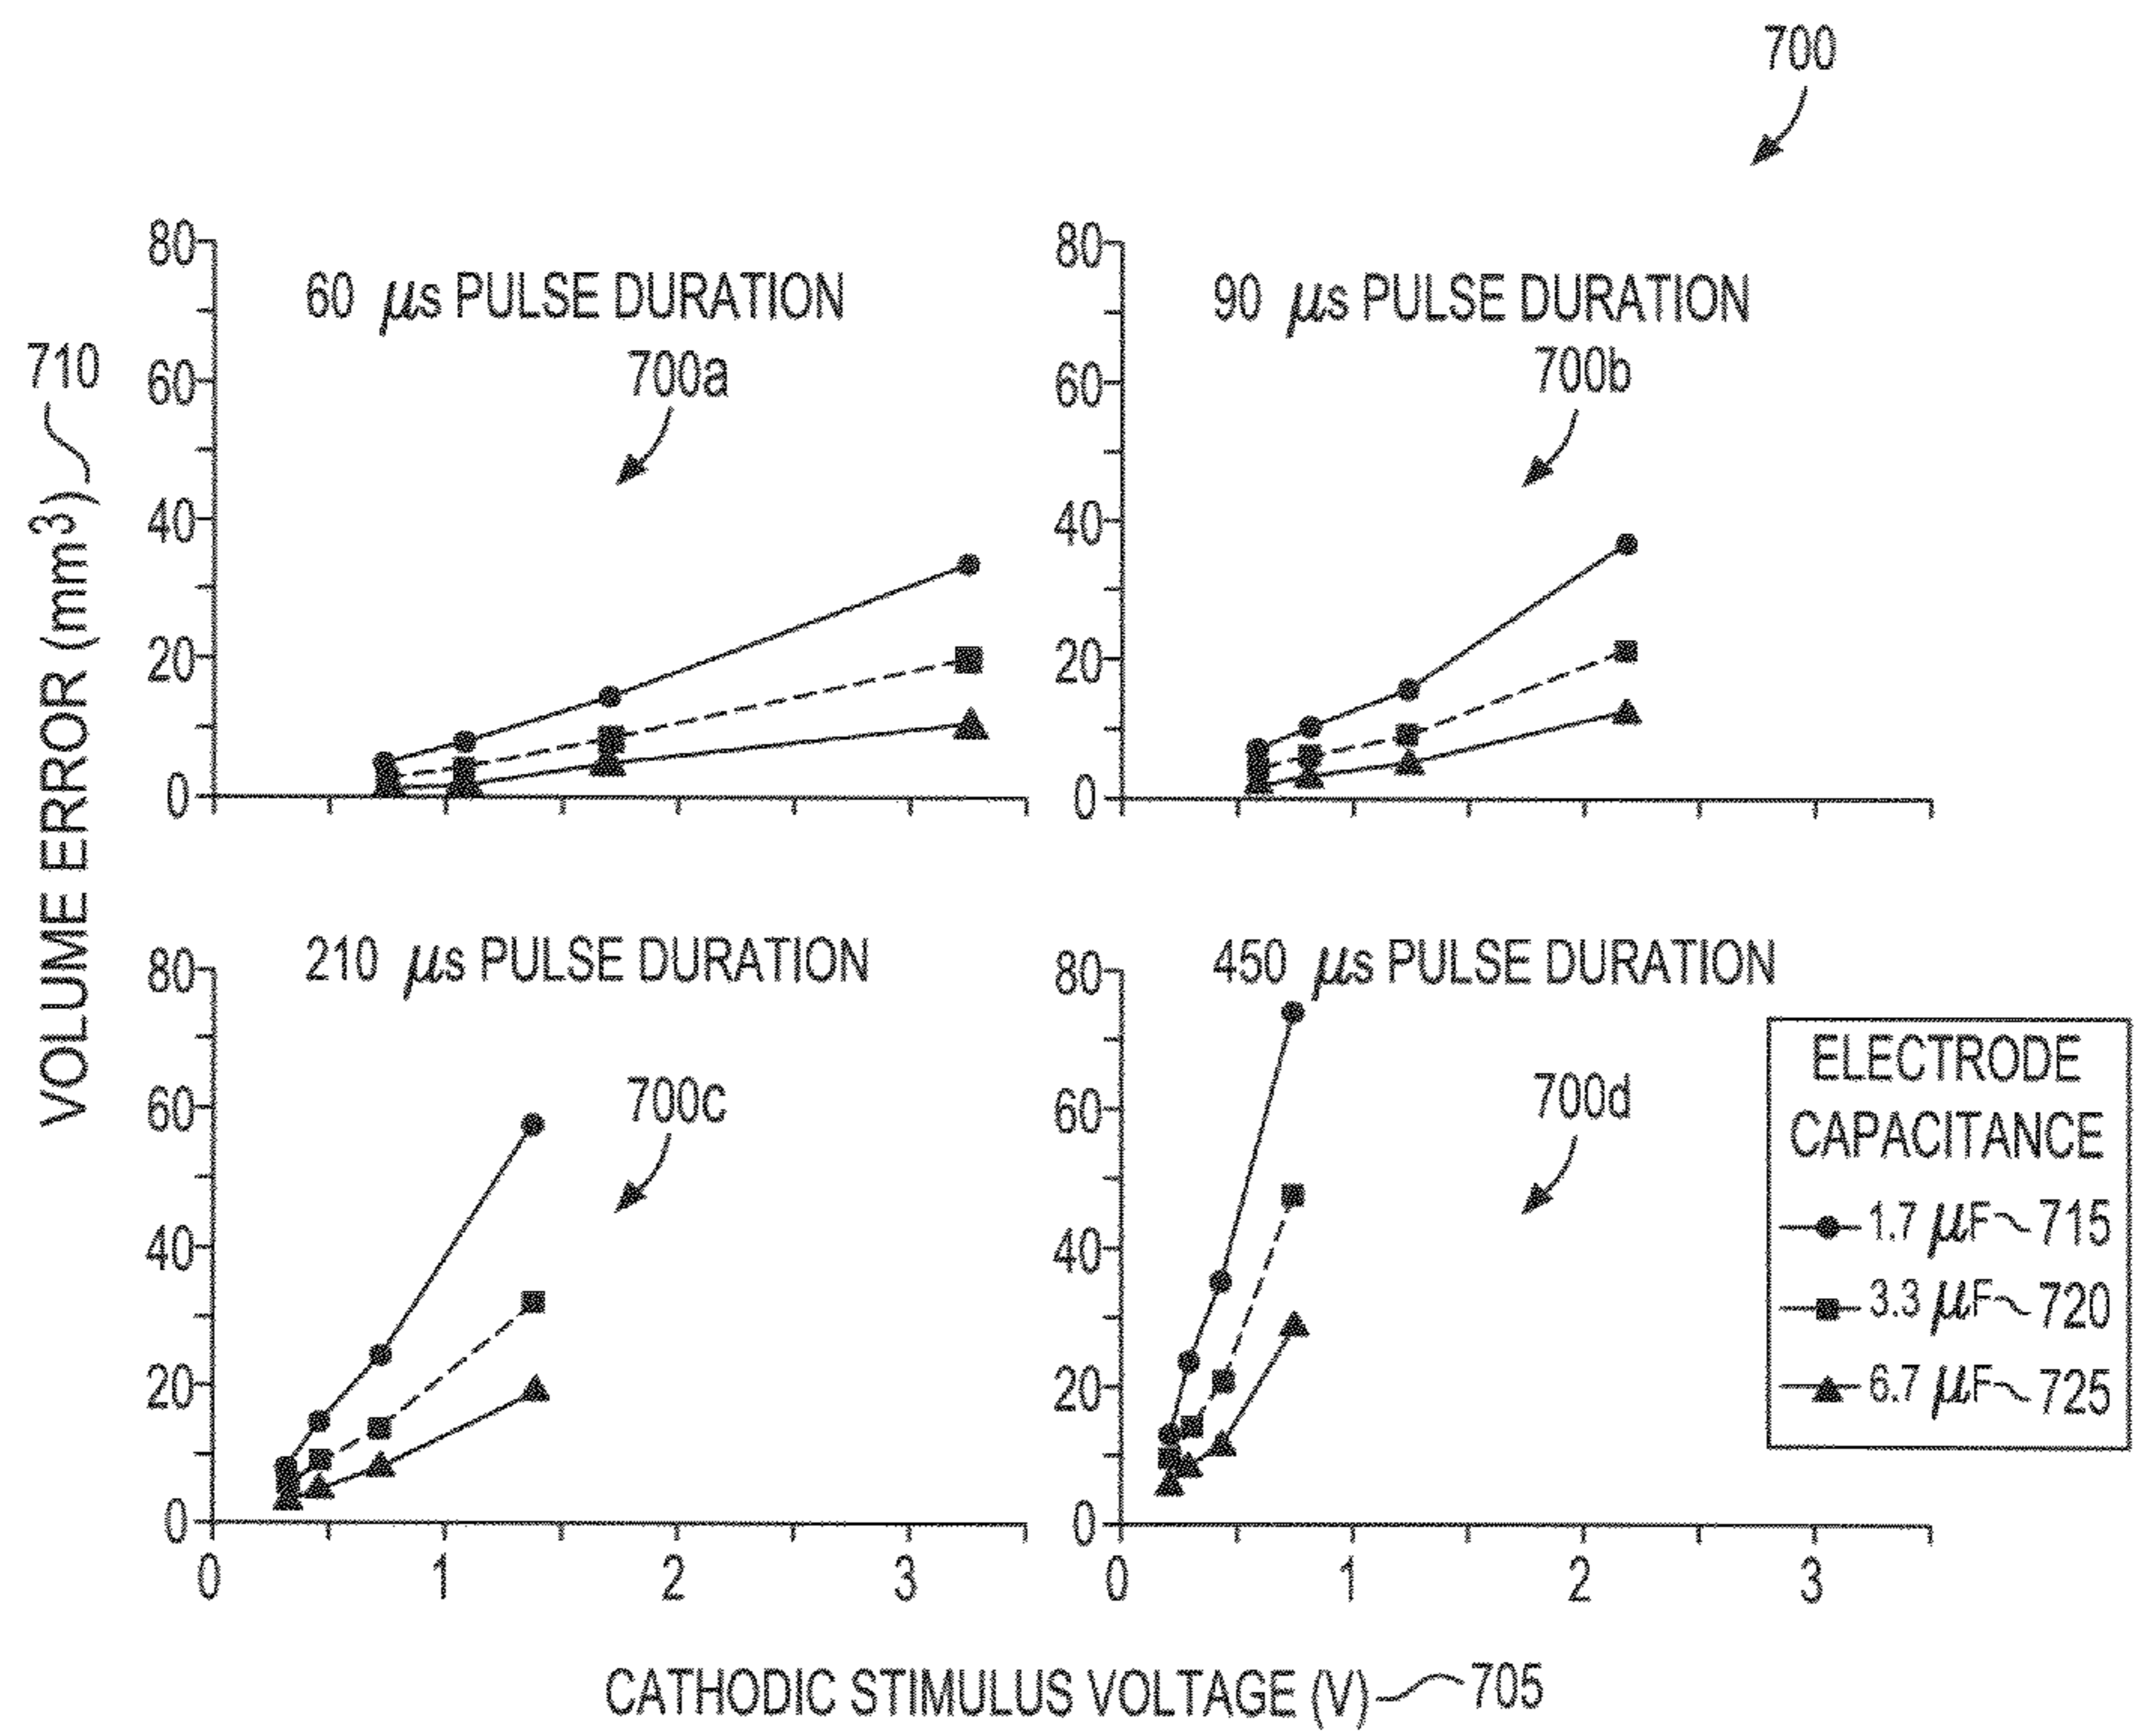 700
80
60 μs PULSE DURATION
700a
60
40
20
0
80
90 μs PULSE DURATION
700b
60
40
20
0
VOLUME ERROR (mm³) 710
80
210 μs PULSE DURATION
700c
60
40
20
0
0 1 2 3
80
450 μs PULSE DURATION
700d
60
40
20
0
0 1 2 3
ELECTRODE
CAPACITANCE
1.7 μF 715
3.3 μF 720
6.7 μF 725
CATHODIC STIMULUS VOLTAGE (V) 705